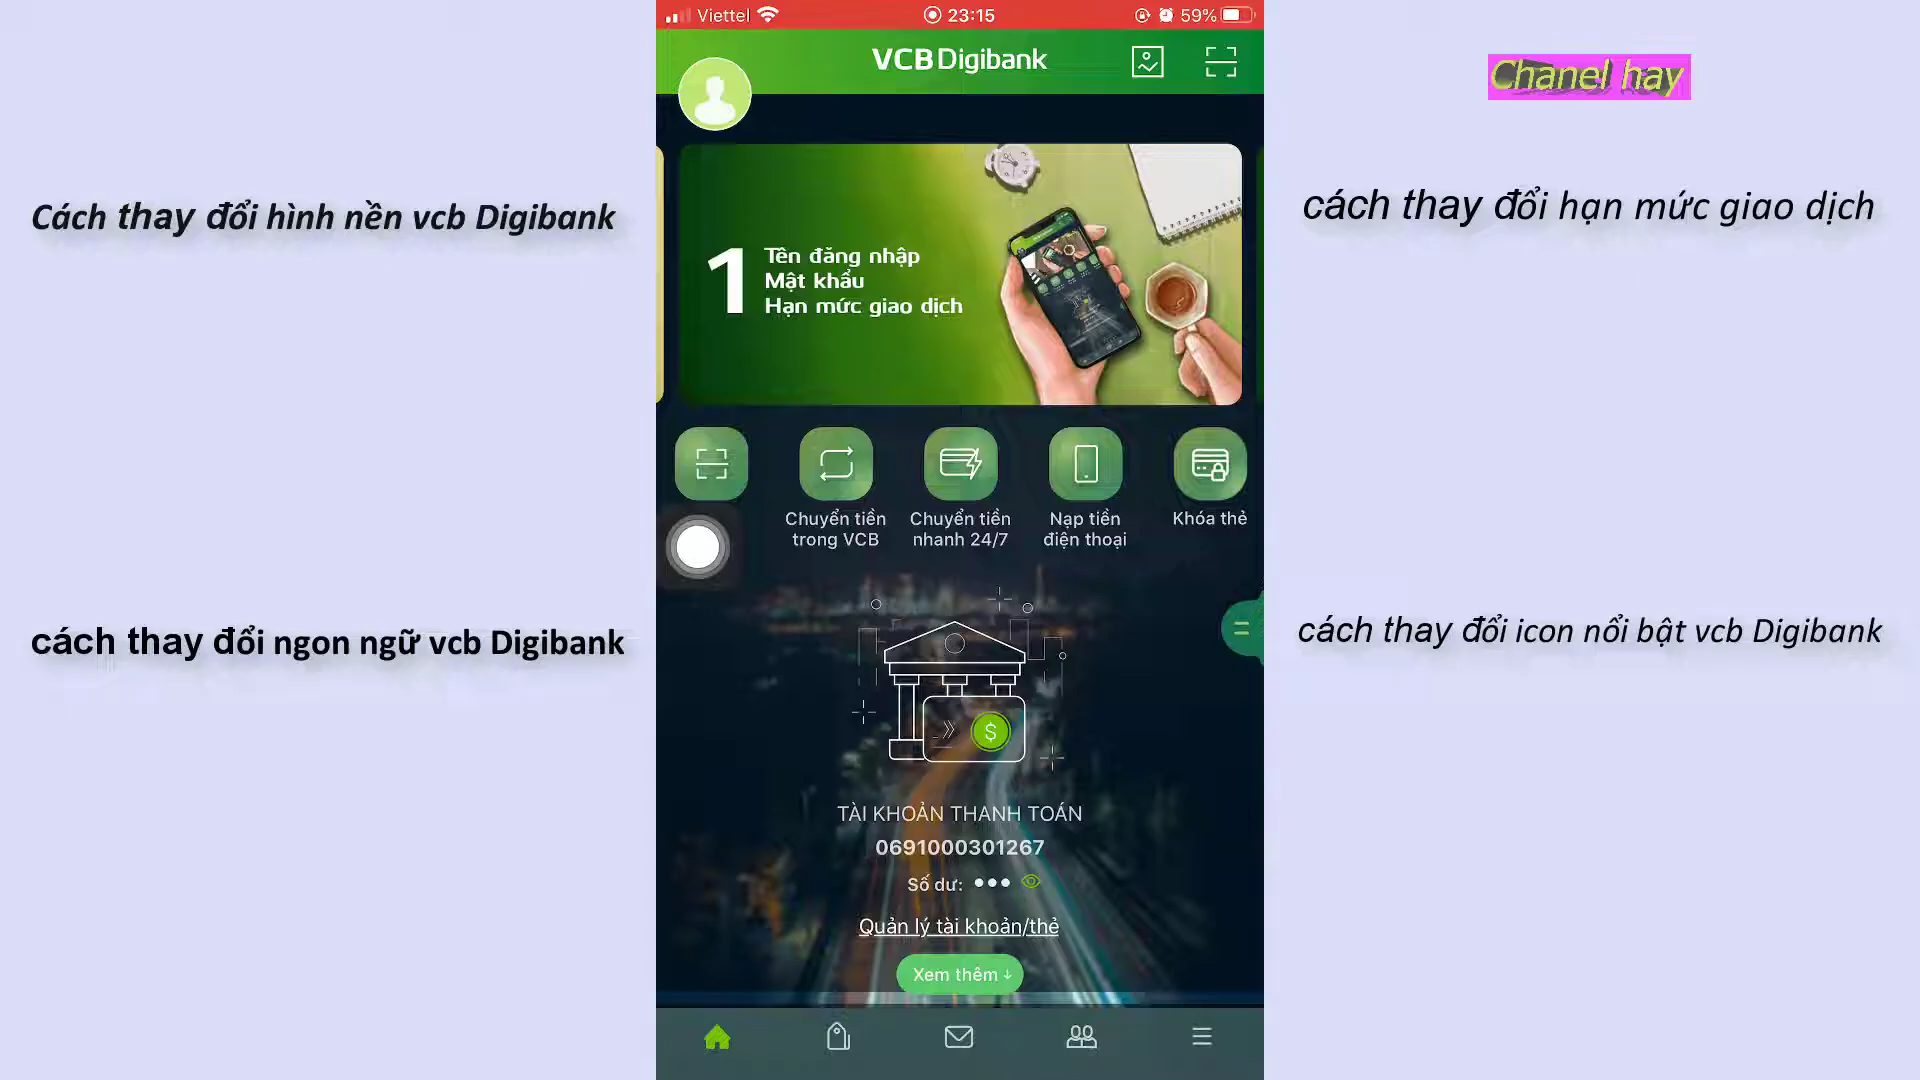 Viettel 23:15 59%
VCB Digibank
Chanel hay
Cách thay đổi hình nền vcb Digibank
cách thay đổi hạn mức giao dịch
1 Tên đăng nhập
Mật khẩu
Hạn mức giao dịch
Chuyển tiền
trong VCB
Chuyển tiền
nhanh 24/7
Nạp tiền
điện thoại
Khóa thẻ
cách thay đổi ngon ngữ vcb Digibank
cách thay đổi icon nổi bật vcb Digibank
$
TÀI KHOẢN THANH TOÁN
0691000301267
Số dư:
Quản lý tài khoản/thẻ
Xem thêm ↓